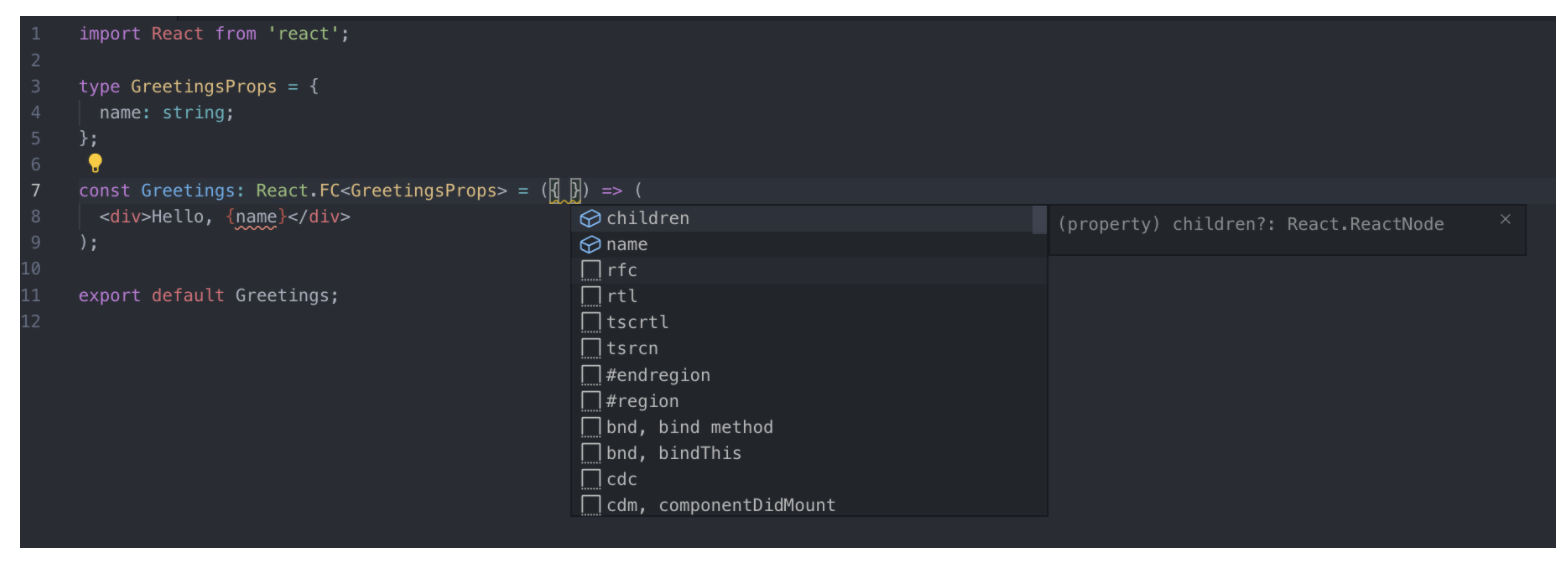 1 import React from 'react';
2
3 type GreetingsProps = {
4 name: string;
5 };
6
7 const Greetings: React.FC<GreetingsProps> = ({ }) => (
8 <div>Hello, {name}</div>
9 );
10
11 export default Greetings;
12
children
(property) children?: React.ReactNode ×
name
rfc
rtl
tscrtl
tsrcn
#endregion
#region
bnd, bind method
bnd, bindThis
cdc
cdm, componentDidMount